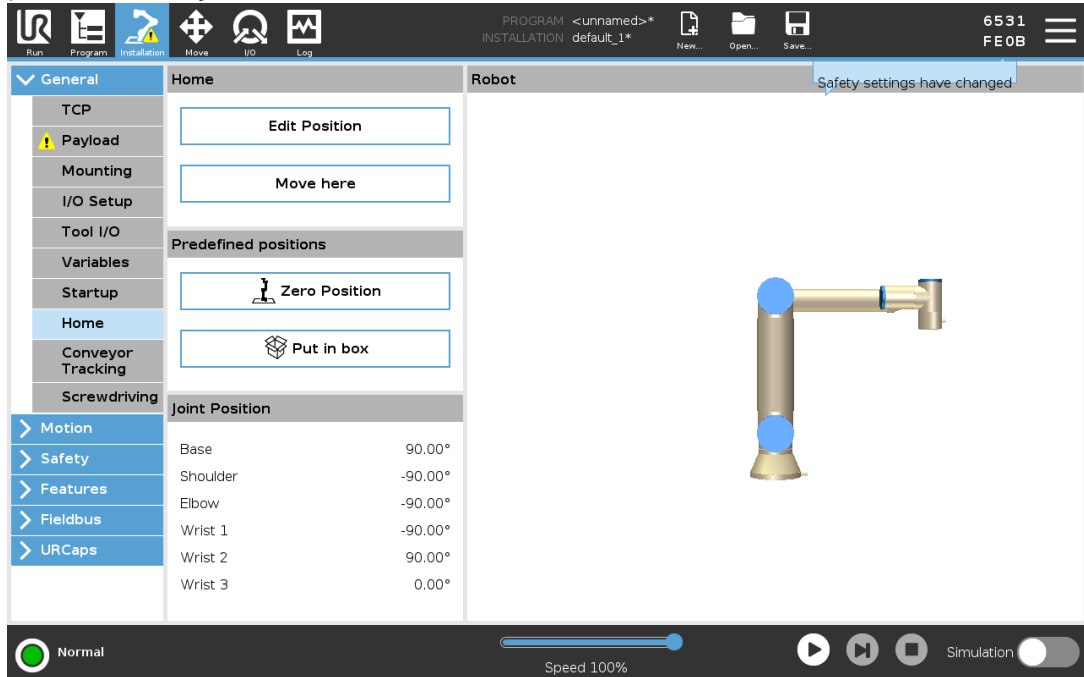 UR
Run
Program
Installation
Move
I/O
Log
PROGRAM <unnamed>*
INSTALLATION default_1*
New...
Open...
Save...
6531
FE0B
General
TCP
Payload
Mounting
I/O Setup
Tool I/O
Variables
Startup
Home
Conveyor
Tracking
Screwdriving
Motion
Safety
Features
Fieldbus
URCaps
Home
Edit Position
Move here
Predefined positions
Zero Position
Put in box
Joint Position
Base 90.00°
Shoulder -90.00°
Elbow -90.00°
Wrist 1 -90.00°
Wrist 2 90.00°
Wrist 3 0.00°
Robot
Safety settings have changed
Normal
Speed 100%
Simulation